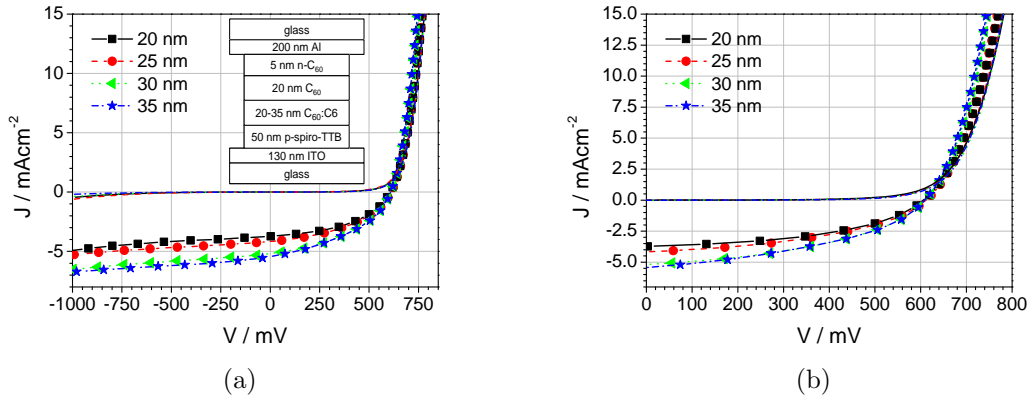 15
10
5
0
-5
J / mAcm⁻²
20 nm
25 nm
30 nm
35 nm
glass
200 nm Al
5 nm n-C₆₀
20 nm C₆₀
20-35 nm C₆₀:C6
50 nm p-spiro-TTB
130 nm ITO
glass
-1000 -750 -500 -250 0 250 500 750
V / mV
(a)
15.0
12.5
10.0
7.5
5.0
2.5
0.0
-2.5
-5.0
J / mAcm⁻²
20 nm
25 nm
30 nm
35 nm
0 100 200 300 400 500 600 700 800
V / mV
(b)